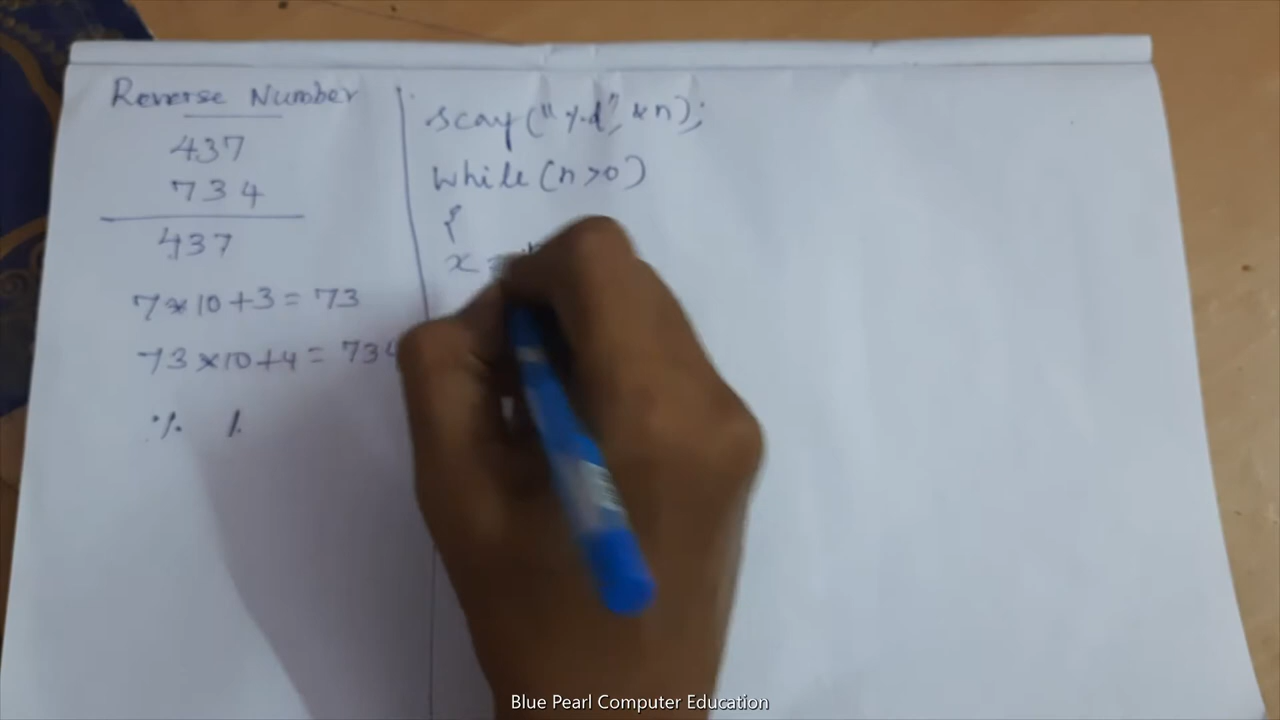 Reverse Number
437
734
437
7*10+3=73
73×10+4=734
% /.
scanf("%d",&n);
while(n>0)
{
x =
Blue Pearl Computer Education